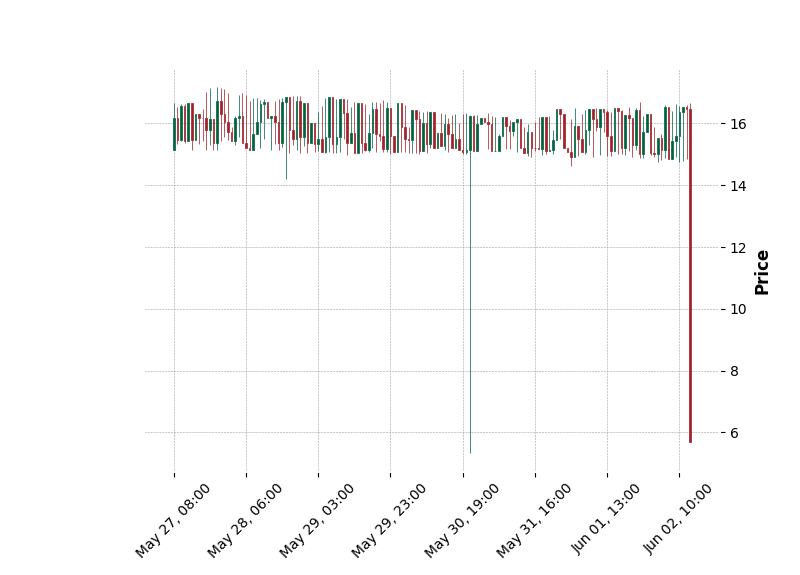 16
14
12
10
8
6
Price
May 27, 08:00
May 28, 06:00
May 29, 03:00
May 29, 23:00
May 30, 19:00
May 31, 16:00
Jun 01, 13:00
Jun 02, 10:00